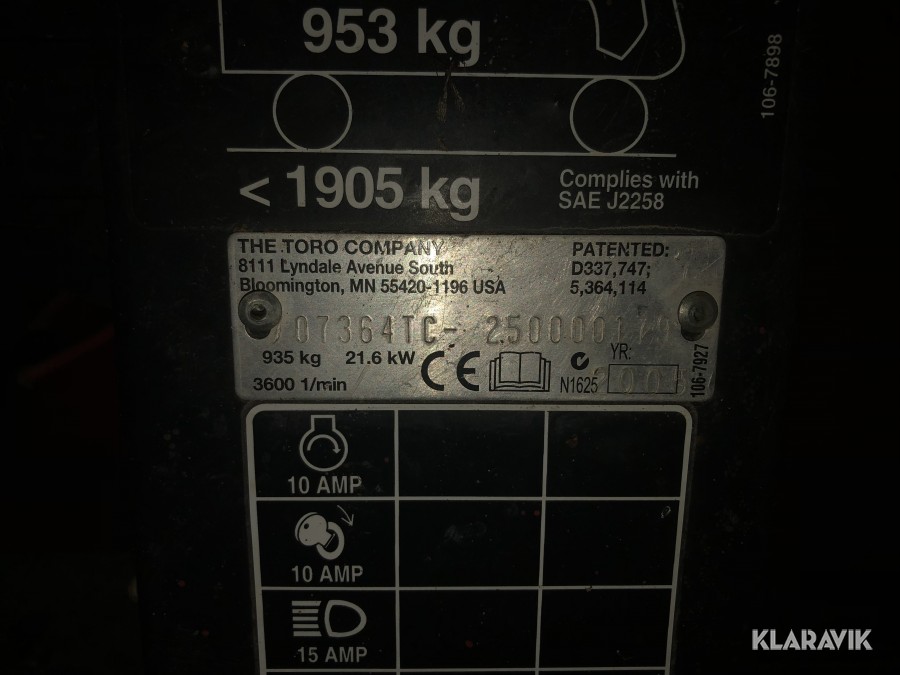 953 kg
106-7898
< 1905 kg
Complies with
SAE J2258
THE TORO COMPANY
8111 Lyndale Avenue South
Bloomington, MN 55420-1196 USA
PATENTED:
D337,747;
5,364,114
07364TC-
935 kg 21.6 kW
3600 1/min
CE
N1625
YR:
106-7927
10 AMP
10 AMP
15 AMP
KLARAVIK